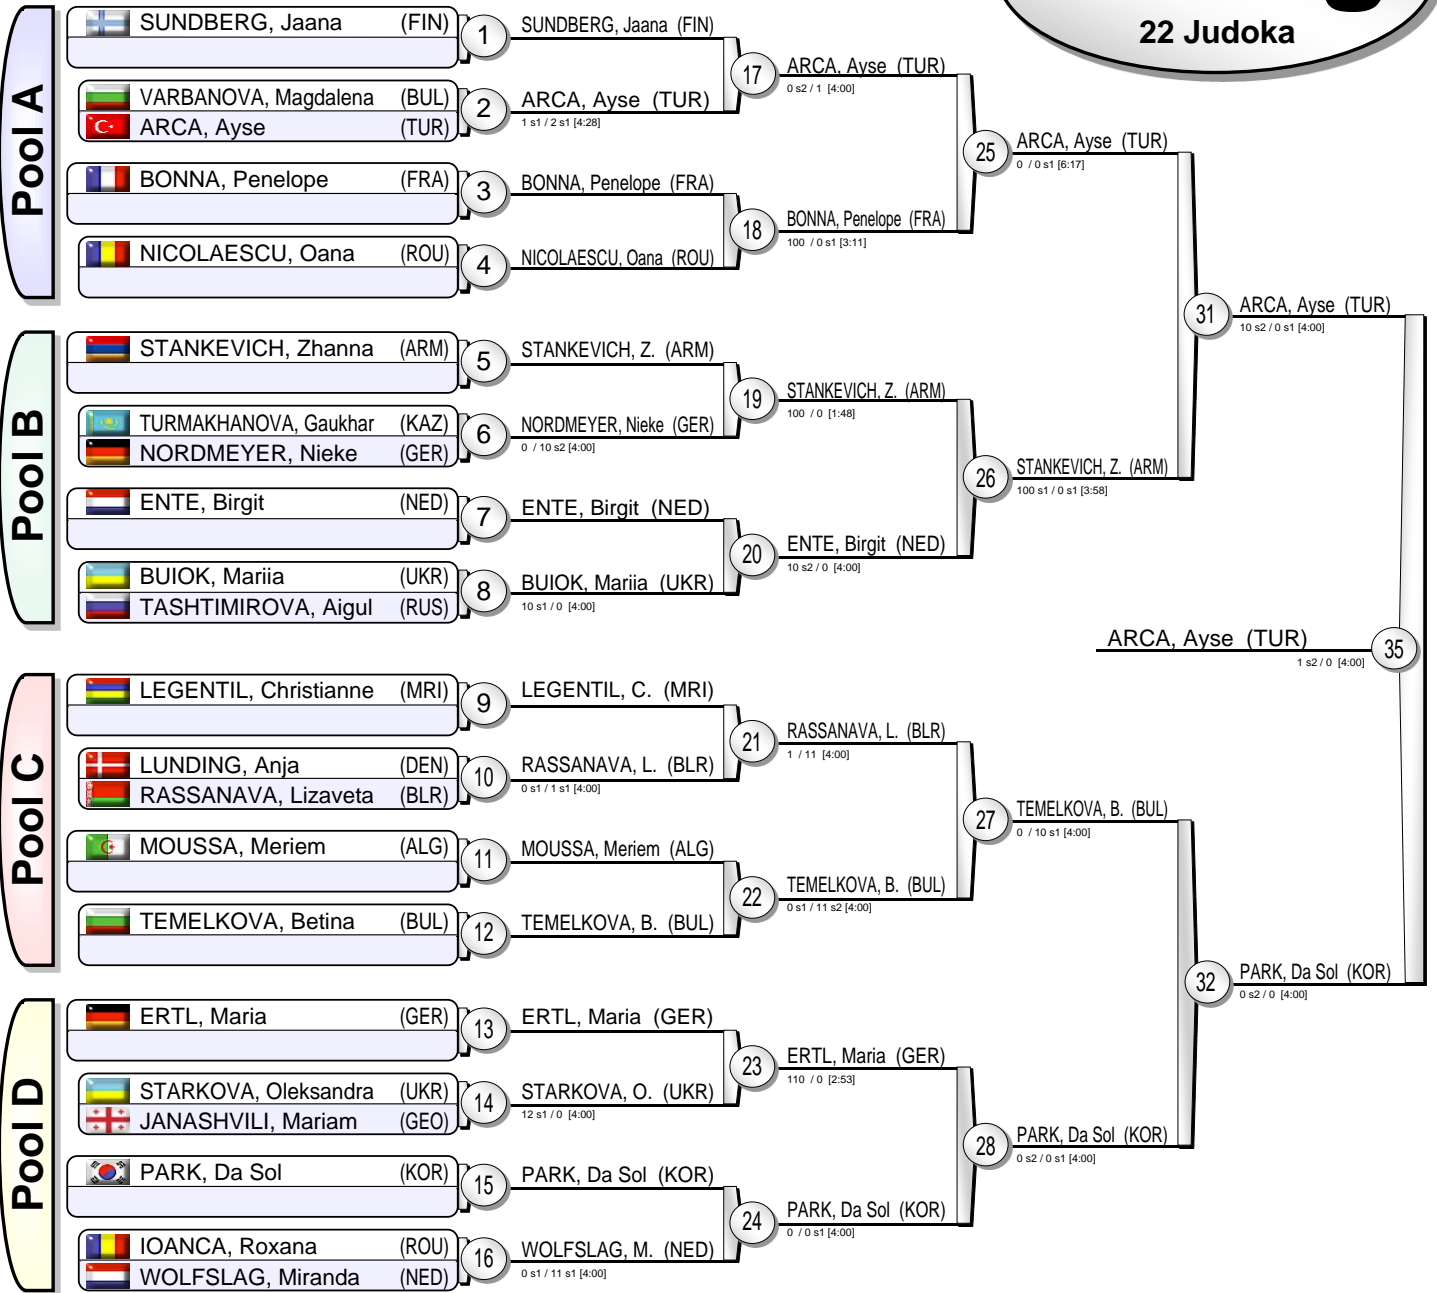 22 Judoka
Pool A
SUNDBERG, Jaana (FIN)
1
VARBANOVA, Magdalena (BUL)
ARCA, Ayse (TUR)
2
BONNA, Penelope (FRA)
3
NICOLAESCU, Oana (ROU)
4
Pool B
STANKEVICH, Zhanna (ARM)
5
TURMAKHANOVA, Gaukhar (KAZ)
NORDMEYER, Nieke (GER)
6
ENTE, Birgit (NED)
7
BUIOK, Mariia (UKR)
TASHTIMIROVA, Aigul (RUS)
8
Pool C
LEGENTIL, Christianne (MRI)
9
LUNDING, Anja (DEN)
RASSANAVA, Lizaveta (BLR)
10
MOUSSA, Meriem (ALG)
11
TEMELKOVA, Betina (BUL)
12
Pool D
ERTL, Maria (GER)
13
STARKOVA, Oleksandra (UKR)
JANASHVILI, Mariam (GEO)
14
PARK, Da Sol (KOR)
15
IOANCA, Roxana (ROU)
WOLFSLAG, Miranda (NED)
16
SUNDBERG, Jaana (FIN)
ARCA, Ayse (TUR)
1 s1 / 2 s1 [4:28]
17
BONNA, Penelope (FRA)
NICOLAESCU, Oana (ROU)
18
STANKEVICH, Z. (ARM)
NORDMEYER, Nieke (GER)
0 / 10 s2 [4:00]
19
ENTE, Birgit (NED)
BUIOK, Mariia (UKR)
10 s1 / 0 [4:00]
20
LEGENTIL, C. (MRI)
RASSANAVA, L. (BLR)
0 s1 / 1 s1 [4:00]
21
MOUSSA, Meriem (ALG)
TEMELKOVA, B. (BUL)
22
ERTL, Maria (GER)
STARKOVA, O. (UKR)
12 s1 / 0 [4:00]
23
PARK, Da Sol (KOR)
WOLFSLAG, M. (NED)
0 s1 / 11 s1 [4:00]
24
ARCA, Ayse (TUR)
0 s2 / 1 [4:00]
BONNA, Penelope (FRA)
100 / 0 s1 [3:11]
25
STANKEVICH, Z. (ARM)
100 / 0 [1:48]
ENTE, Birgit (NED)
10 s2 / 0 [4:00]
26
RASSANAVA, L. (BLR)
1 / 11 [4:00]
TEMELKOVA, B. (BUL)
0 s1 / 11 s2 [4:00]
27
ERTL, Maria (GER)
110 / 0 [2:53]
PARK, Da Sol (KOR)
0 / 0 s1 [4:00]
28
ARCA, Ayse (TUR)
0 / 0 s1 [6:17]
STANKEVICH, Z. (ARM)
100 s1 / 0 s1 [3:58]
31
TEMELKOVA, B. (BUL)
0 / 10 s1 [4:00]
PARK, Da Sol (KOR)
0 s2 / 0 s1 [4:00]
32
ARCA, Ayse (TUR)
10 s2 / 0 s1 [4:00]
PARK, Da Sol (KOR)
0 s2 / 0 [4:00]
ARCA, Ayse (TUR)
1 s2 / 0 [4:00]
35